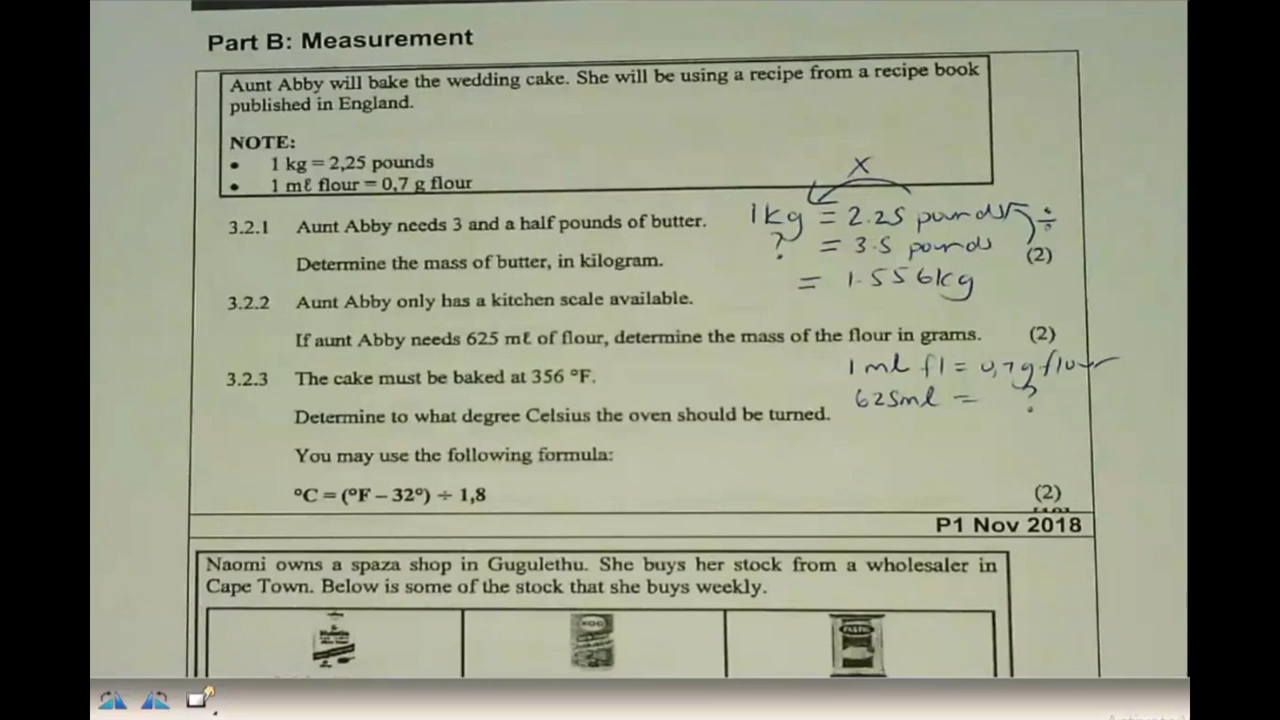 Part B: Measurement
Aunt Abby will bake the wedding cake. She will be using a recipe from a recipe book
published in England.
NOTE:
• 1 kg = 2,25 pounds
• 1 mℓ flour = 0,7 g flour
x
3.2.1 Aunt Abby needs 3 and a half pounds of butter.
1kg = 2.25 pounds ÷
? = 3.5 pounds
(2)
Determine the mass of butter, in kilogram.
= 1.556kg
3.2.2 Aunt Abby only has a kitchen scale available.
If aunt Abby needs 625 mℓ of flour, determine the mass of the flour in grams. (2)
1 ml fl = 0,7g flour
625ml = ?
3.2.3 The cake must be baked at 356 °F.
Determine to what degree Celsius the oven should be turned.
You may use the following formula:
°C = (°F – 32°) ÷ 1,8 (2)
P1 Nov 2018
Naomi owns a spaza shop in Gugulethu. She buys her stock from a wholesaler in
Cape Town. Below is some of the stock that she buys weekly.
KOO